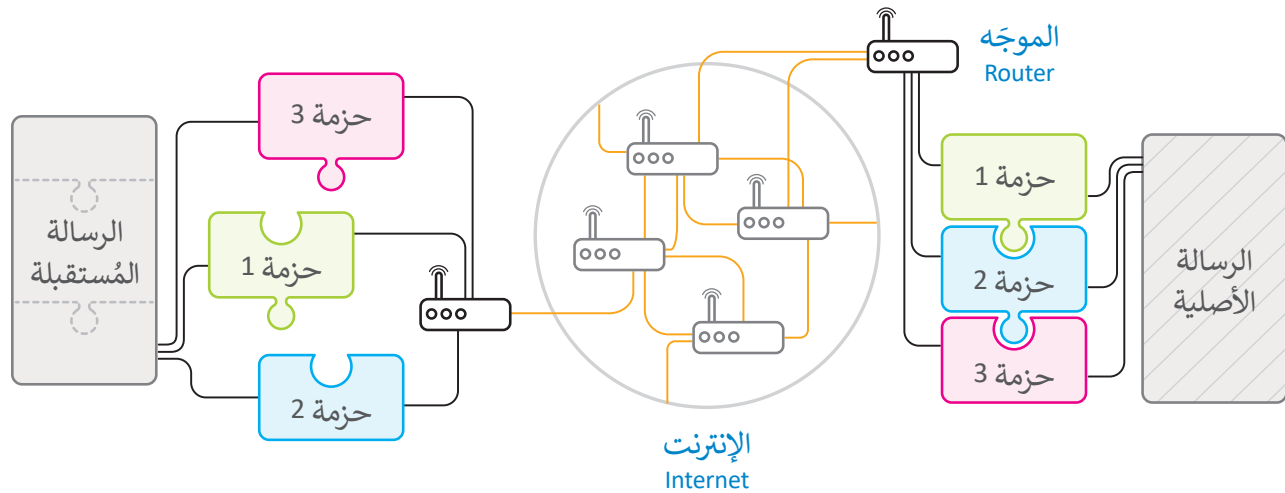 الرسالة
الأصلية
حزمة 1
حزمة 2
حزمة 3
الموجَه
Router
الإنترنت
Internet
حزمة 3
حزمة 1
حزمة 2
الرسالة
المُستقبلة